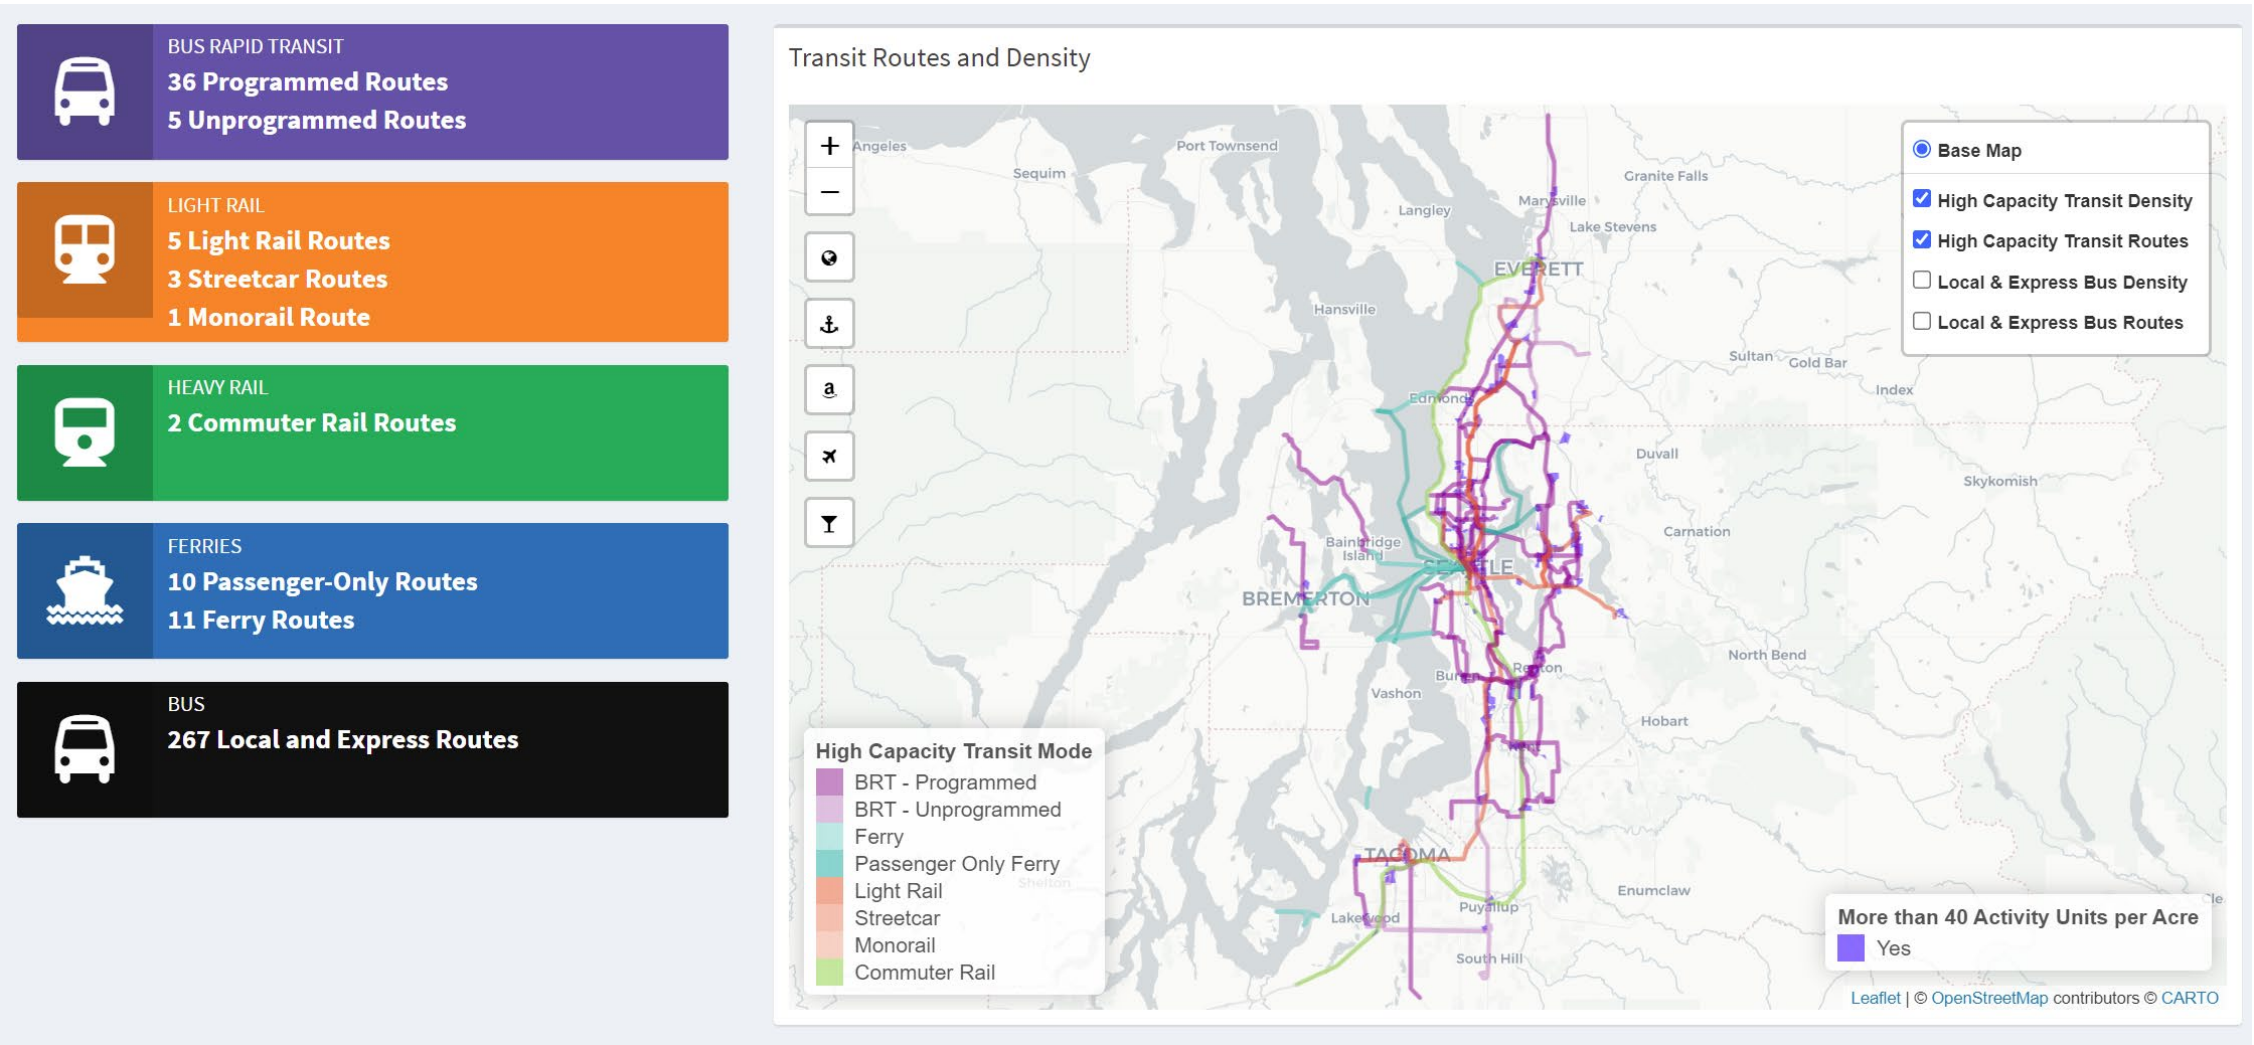 BUS RAPID TRANSIT
36 Programmed Routes
5 Unprogrammed Routes
LIGHT RAIL
5 Light Rail Routes
3 Streetcar Routes
1 Monorail Route
HEAVY RAIL
2 Commuter Rail Routes
FERRIES
10 Passenger-Only Routes
11 Ferry Routes
BUS
267 Local and Express Routes
Transit Routes and Density
+
−
a
Angeles
Port Townsend
Sequim
Granite Falls
Langley
Marysville
Lake Stevens
EVERETT
Hansville
Sultan
Gold Bar
Index
Edmonds
Duvall
Skykomish
Carnation
Bainbridge
Island
SEATTLE
BREMERTON
North Bend
Renton
Burien
Vashon
Hobart
Kent
TACOMA
Shelton
Enumclaw
Puyallup
Lakewood
South Hill
Cle
Base Map
High Capacity Transit Density
High Capacity Transit Routes
Local & Express Bus Density
Local & Express Bus Routes
High Capacity Transit Mode
BRT - Programmed
BRT - Unprogrammed
Ferry
Passenger Only Ferry
Light Rail
Streetcar
Monorail
Commuter Rail
More than 40 Activity Units per Acre
Yes
Leaflet | © OpenStreetMap contributors © CARTO